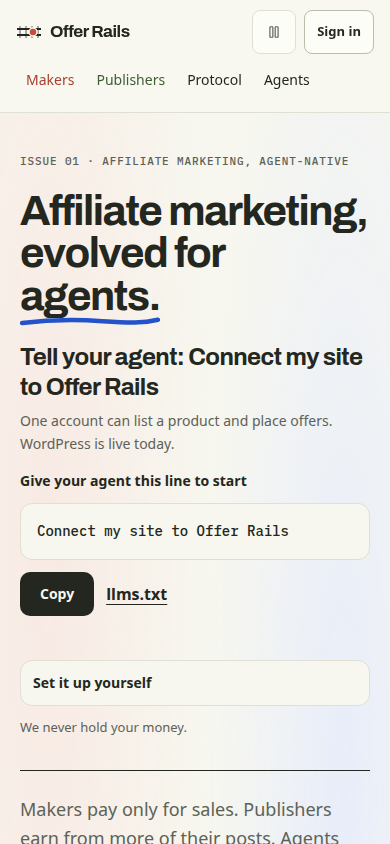 Offer Rails
Sign in
Makers Publishers Protocol Agents
ISSUE 01 · AFFILIATE MARKETING, AGENT-NATIVE
Affiliate marketing,
evolved for
agents.
Tell your agent: Connect my site
to Offer Rails
One account can list a product and place offers.
WordPress is live today.
Give your agent this line to start
Connect my site to Offer Rails
Copy llms.txt
Set it up yourself
We never hold your money.
Makers pay only for sales. Publishers
earn from more of their posts. Agents